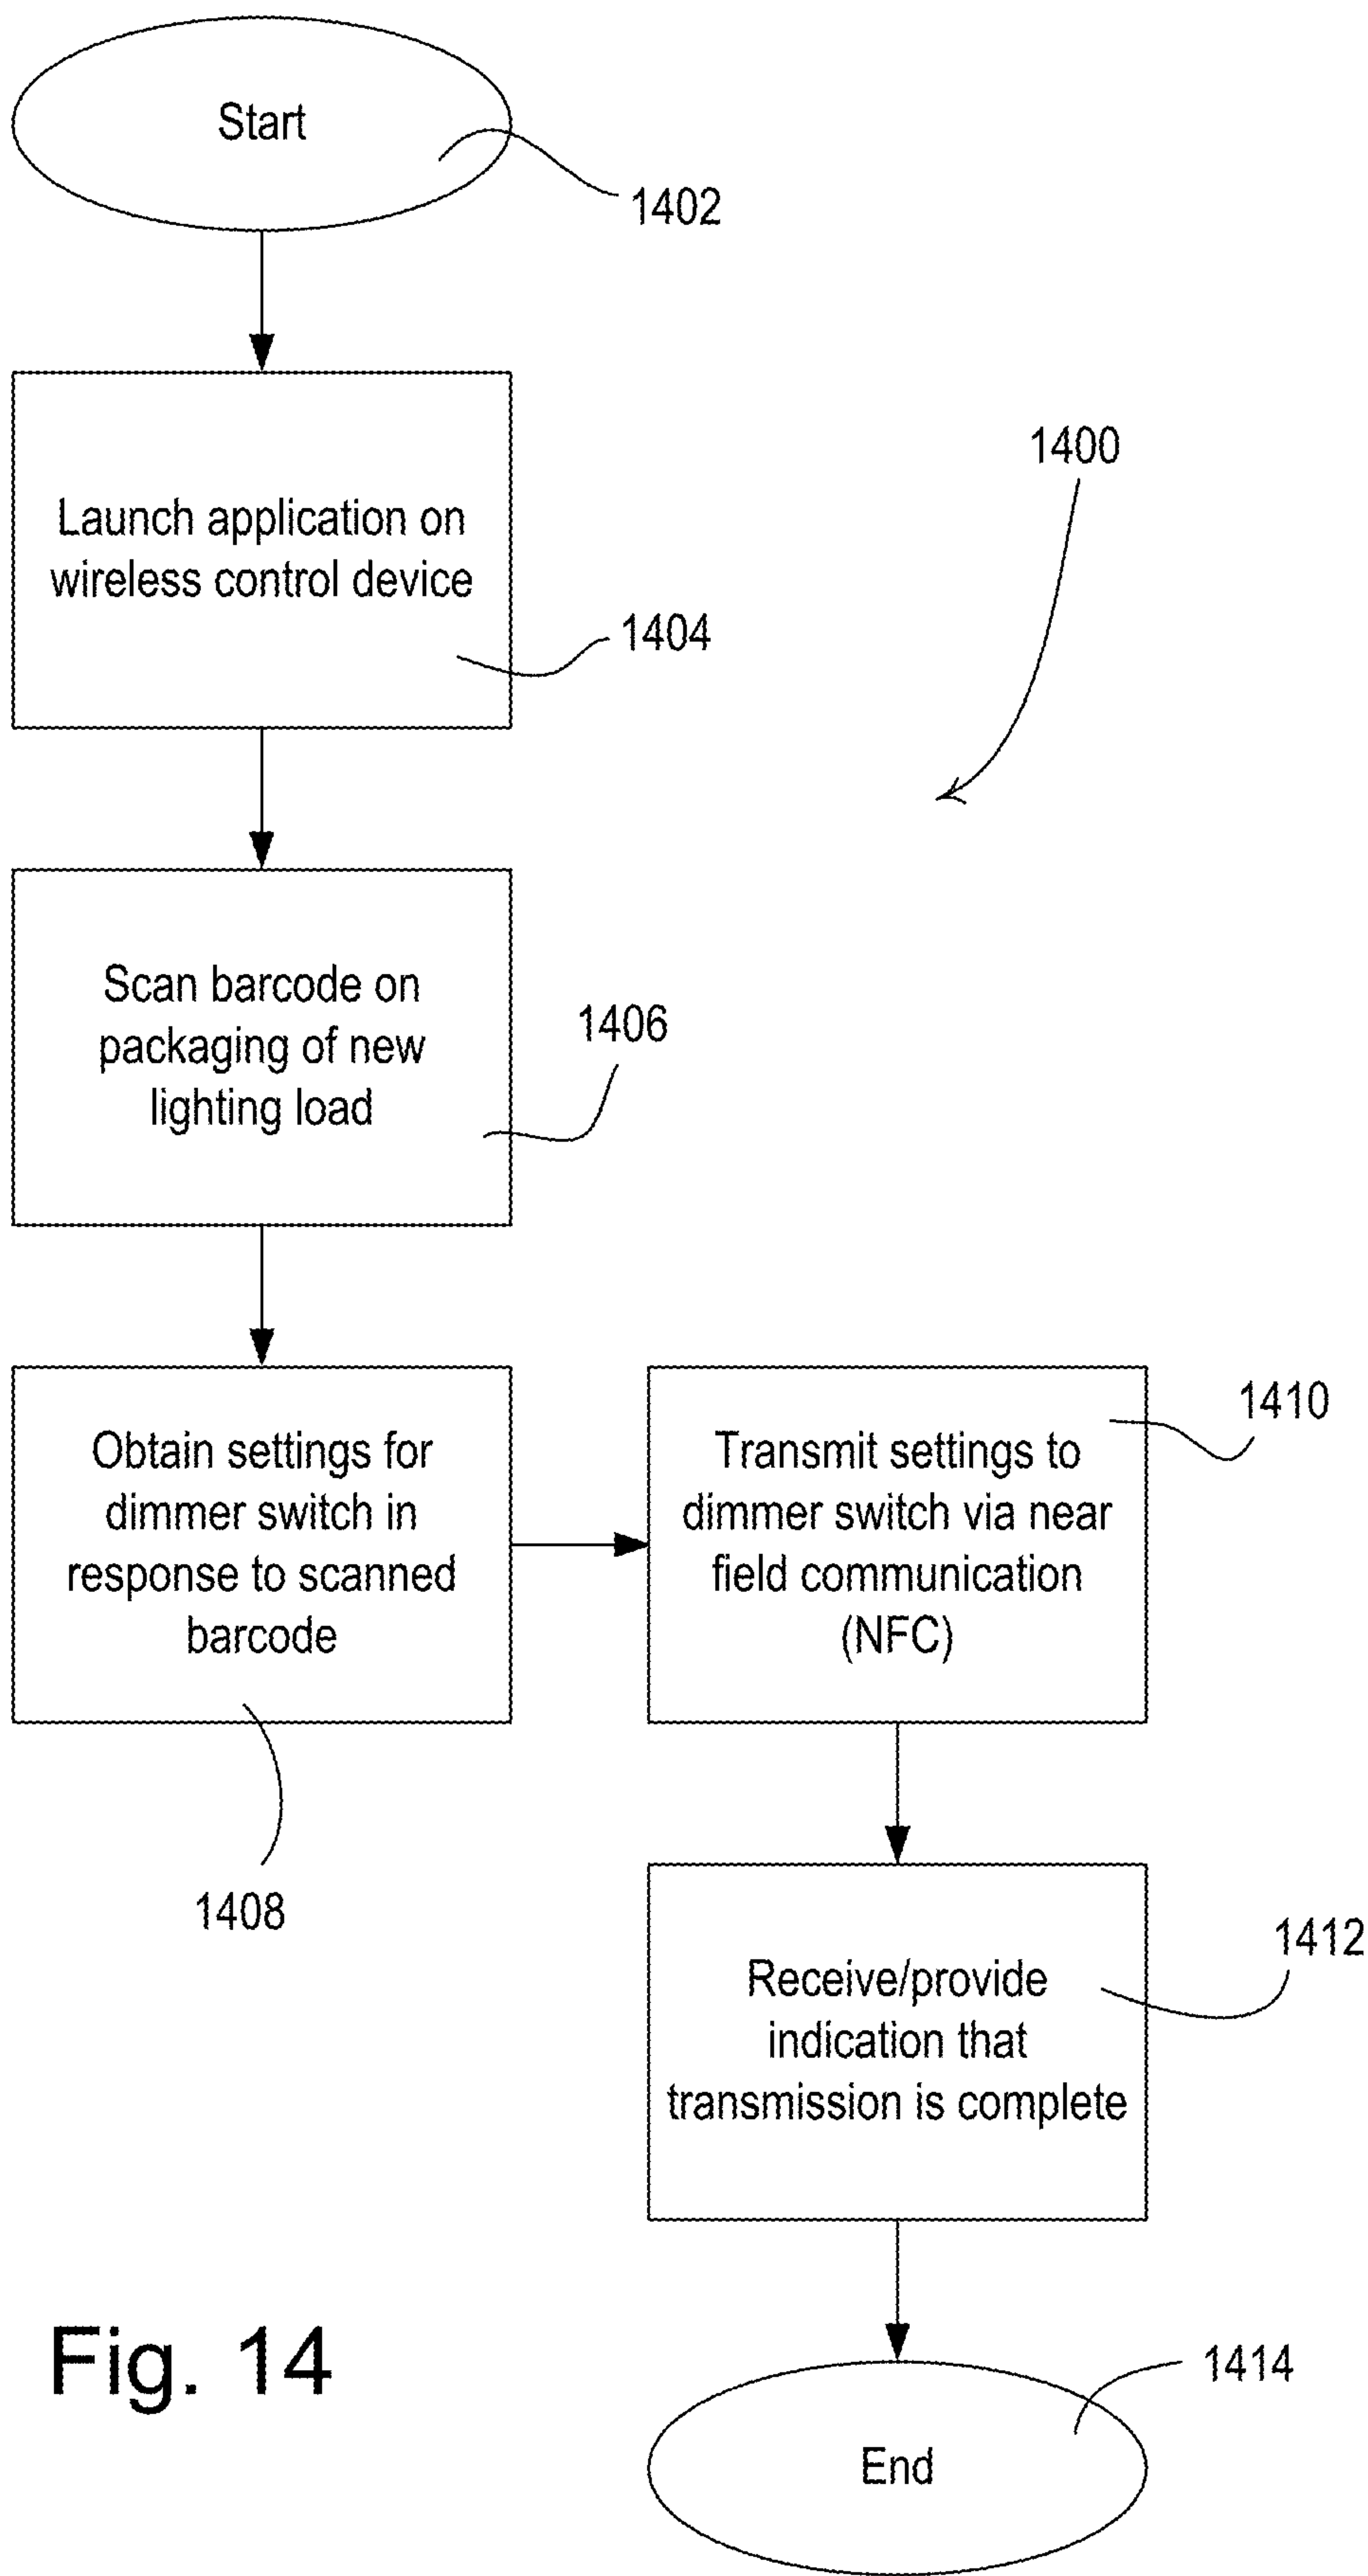 Start
1402
1400
Launch application on
wireless control device
1404
Scan barcode on
packaging of new
lighting load
1406
Obtain settings for
dimmer switch in
response to scanned
barcode
1408
Transmit settings to
dimmer switch via near
field communication
(NFC)
1410
Receive/provide
indication that
transmission is complete
1412
End
1414
Fig. 14